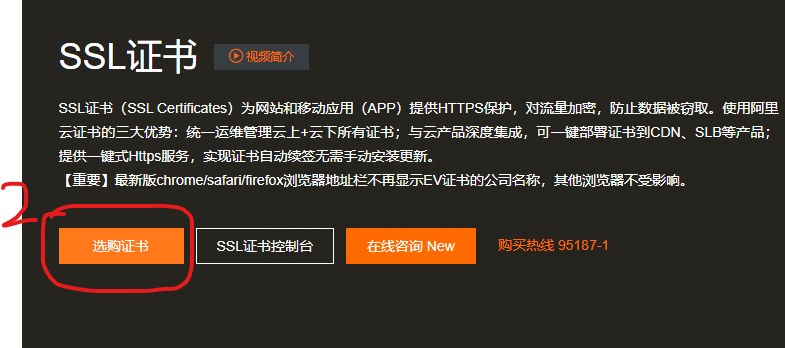 SSL证书 视频简介
SSL证书（SSL Certificates）为网站和移动应用（APP）提供HTTPS保护，对流量加密，防止数据被窃取。使用阿里
云证书的三大优势：统一运维管理云上+云下所有证书；与云产品深度集成，可一键部署证书到CDN、SLB等产品；
提供一键式Https服务，实现证书自动续签无需手动安装更新。
【重要】最新版chrome/safari/firefox浏览器地址栏不再显示EV证书的公司名称，其他浏览器不受影响。
2
选购证书 SSL证书控制台 在线咨询 New 购买热线 95187-1